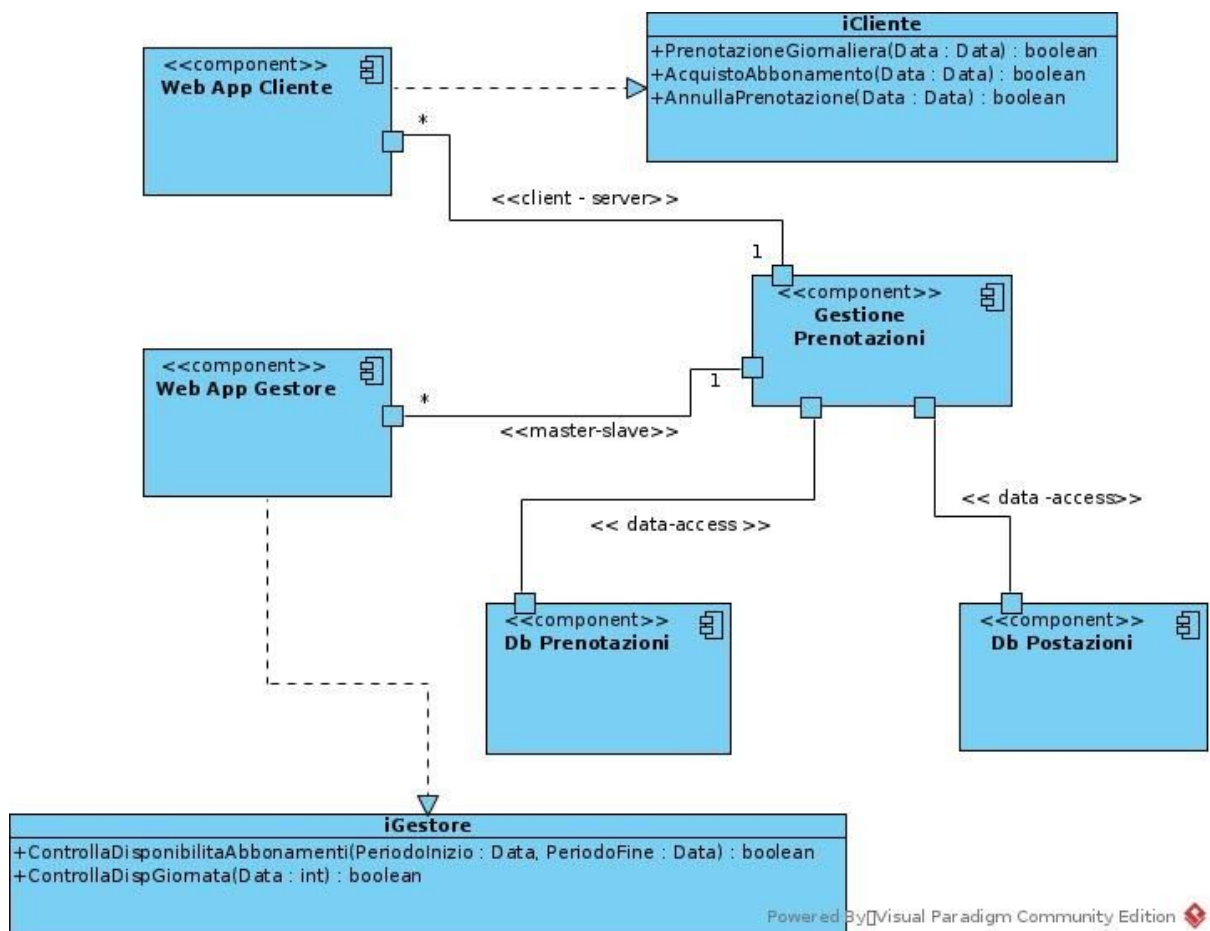 iCliente
+PrenotazioneGiornaliera(Data : Data) : boolean
+AcquistoAbbonamento(Data : Data) : boolean
+AnnullaPrenotazione(Data : Data) : boolean
<<component>>
Web App Cliente
*
<<client - server>>
1
<<component>>
Gestione
Prenotazioni
<<component>>
Web App Gestore
*
1
<<master-slave>>
<< data-access >>
<< data -access>>
<<component>>
Db Prenotazioni
<<component>>
Db Postazioni
iGestore
+ControllaDisponibilitaAbbonamenti(PeriodoInizio : Data, PeriodoFine : Data) : boolean
+ControllaDispGiornata(Data : int) : boolean
Powered By▯Visual Paradigm Community Edition